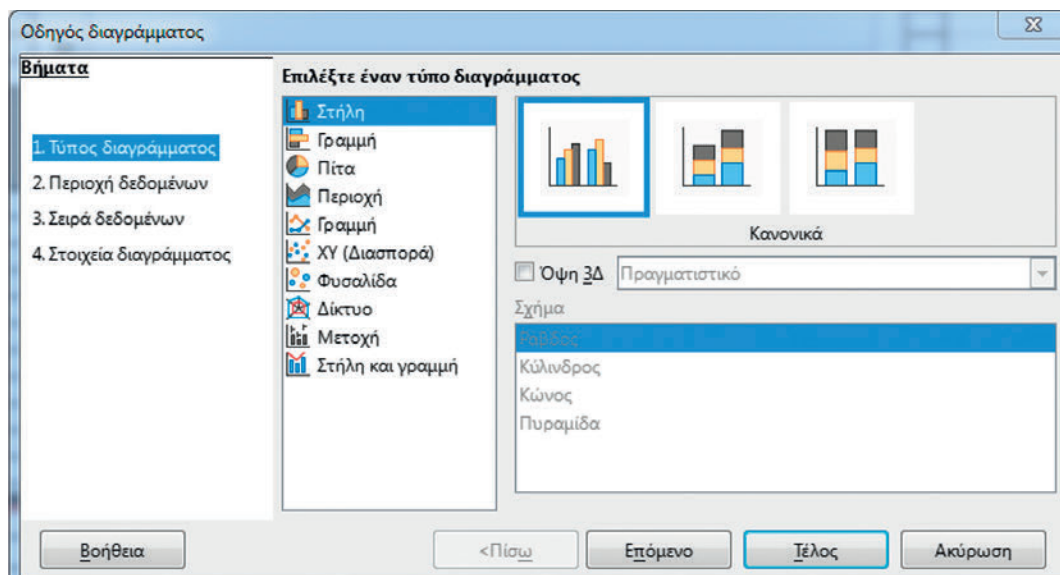 Οδηγός διαγράμματος
Βήματα
1. Τύπος διαγράμματος
2. Περιοχή δεδομένων
3. Σειρά δεδομένων
4. Στοιχεία διαγράμματος
Επιλέξτε έναν τύπο διαγράμματος
Στήλη
Γραμμή
Πίτα
Περιοχή
Γραμμή
XY (Διασπορά)
Φυσαλίδα
Δίκτυο
Μετοχή
Στήλη και γραμμή
Κανονικά
Όψη 3Δ
Πραγματιστικό
Σχήμα
Ράβδος
Κύλινδρος
Κώνος
Πυραμίδα
Βοήθεια
<Πίσω
Επόμενο
Τέλος
Ακύρωση